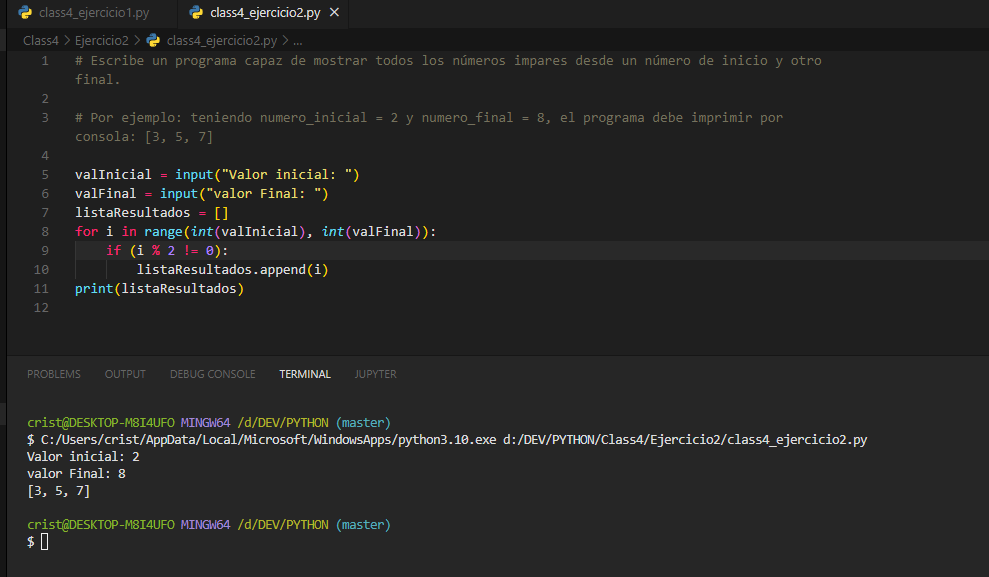 class4_ejercicio1.py class4_ejercicio2.py ✕
Class4 > Ejercicio2 > class4_ejercicio2.py > ...
1 # Escribe un programa capaz de mostrar todos los números impares desde un número de inicio y otro
final.
2
3 # Por ejemplo: teniendo numero_inicial = 2 y numero_final = 8, el programa debe imprimir por
consola: [3, 5, 7]
4
5 valInicial = input("Valor inicial: ")
6 valFinal = input("valor Final: ")
7 listaResultados = []
8 for i in range(int(valInicial), int(valFinal)):
9     if (i % 2 != 0):
10         listaResultados.append(i)
11 print(listaResultados)
12
PROBLEMS OUTPUT DEBUG CONSOLE TERMINAL JUPYTER
crist@DESKTOP-M8I4UFO MINGW64 /d/DEV/PYTHON (master)
$ C:/Users/crist/AppData/Local/Microsoft/WindowsApps/python3.10.exe d:/DEV/PYTHON/Class4/Ejercicio2/class4_ejercicio2.py
Valor inicial: 2
valor Final: 8
[3, 5, 7]
crist@DESKTOP-M8I4UFO MINGW64 /d/DEV/PYTHON (master)
$